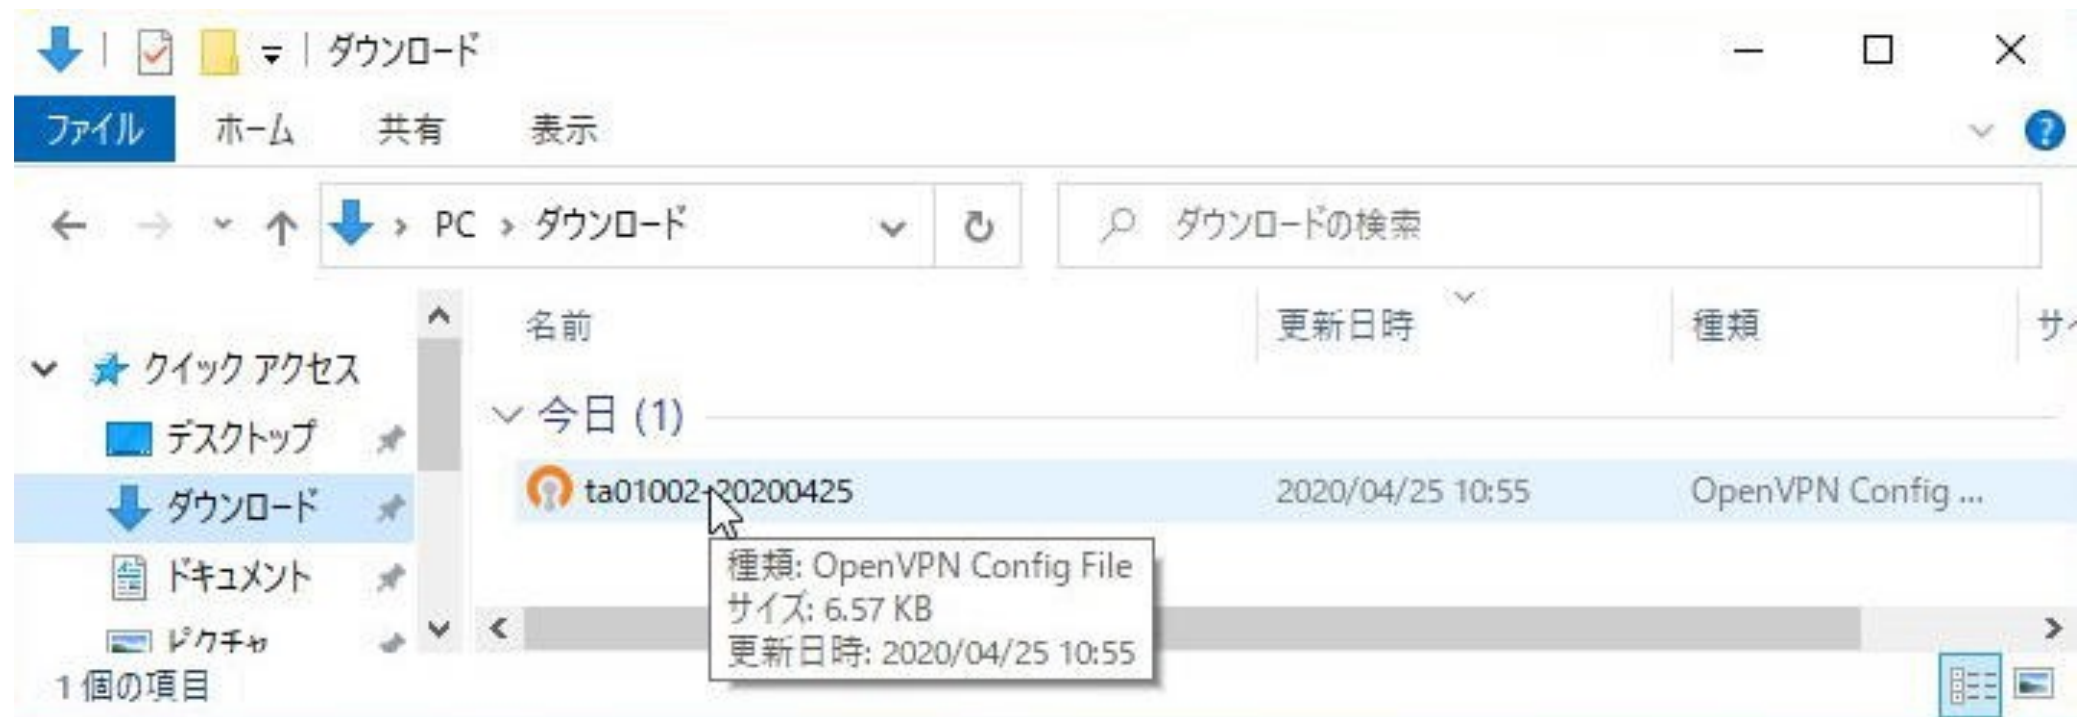 ダウンロード
ファイル ホーム 共有 表示
PC › ダウンロード ダウンロードの検索
名前 更新日時 種類
クイック アクセス
今日 (1)
デスクトップ
ta01002-20200425 2020/04/25 10:55 OpenVPN Config ...
ダウンロード
種類: OpenVPN Config File
サイズ: 6.57 KB
更新日時: 2020/04/25 10:55
ドキュメント
ピクチャ
1 個の項目